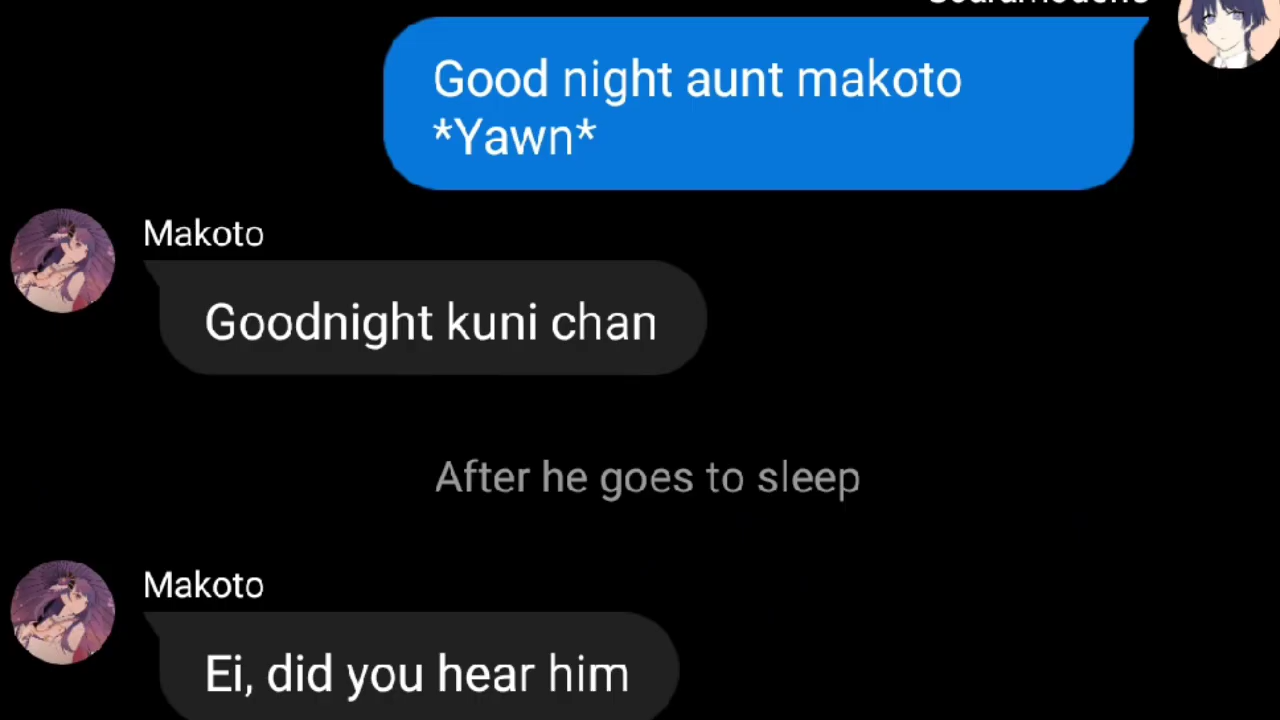 Good night aunt makoto
*Yawn*
Makoto
Goodnight kuni chan
After he goes to sleep
Makoto
Ei, did you hear him